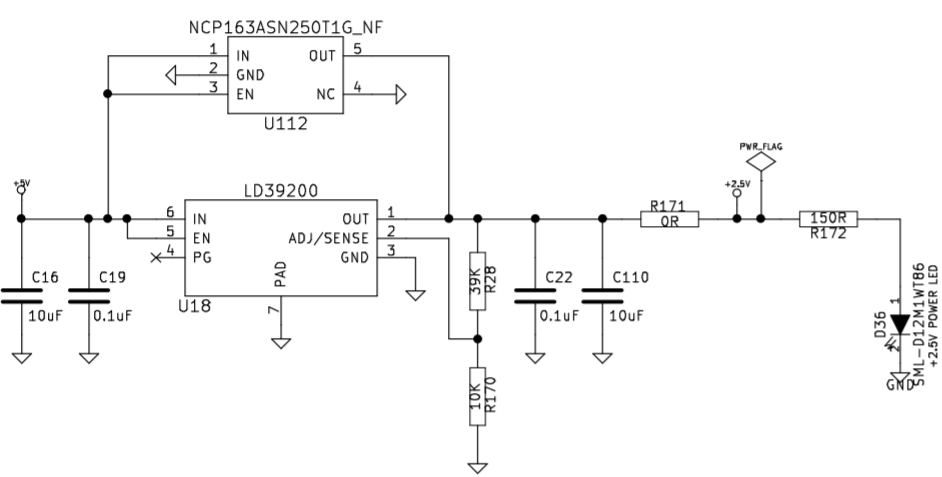 NCP163ASN250T1G_NF
1 IN OUT 5
2 GND
3 EN NC 4
U112
PWR_FLAG
+5V
LD39200
+2.5V
6 IN OUT 1
R171
0R
150R
R172
5 EN ADJ/SENSE 2
4 PG GND 3
PAD
7
U18
C16
10uF
C19
0.1uF
39K
R28
C22
0.1uF
C110
10uF
10K
R170
D36
1
2
SML-D12M1WT86
+2.5V POWER LED
GND